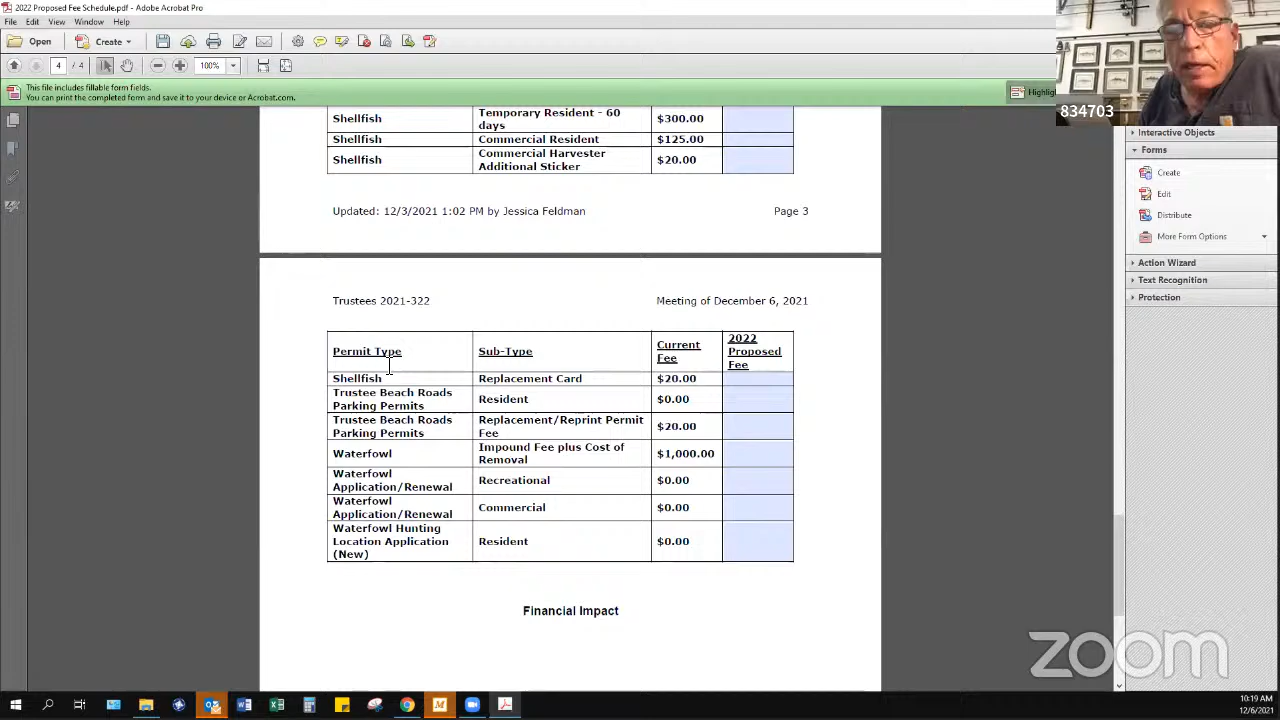 2022 Proposed Fee Schedule.pdf - Adobe Acrobat Pro
File Edit View Window Help
Open Create
4 / 4 100%
This file includes fillable form fields.
You can print the completed form and save it to your device or Acrobat.com.
Highlig
834703
Interactive Objects
Forms
Create
Edit
Distribute
More Form Options
Action Wizard
Text Recognition
Protection
Shellfish Temporary Resident - 60 days $300.00
Shellfish Commercial Resident $125.00
Shellfish Commercial Harvester Additional Sticker $20.00
Updated: 12/3/2021 1:02 PM by Jessica Feldman Page 3
Trustees 2021-322 Meeting of December 6, 2021
Permit Type Sub-Type Current Fee 2022 Proposed Fee
Shellfish Replacement Card $20.00
Trustee Beach Roads Parking Permits Resident $0.00
Trustee Beach Roads Parking Permits Replacement/Reprint Permit Fee $20.00
Waterfowl Impound Fee plus Cost of Removal $1,000.00
Waterfowl Application/Renewal Recreational $0.00
Waterfowl Application/Renewal Commercial $0.00
Waterfowl Hunting Location Application (New) Resident $0.00
Financial Impact
zoom
10:19 AM
12/6/2021